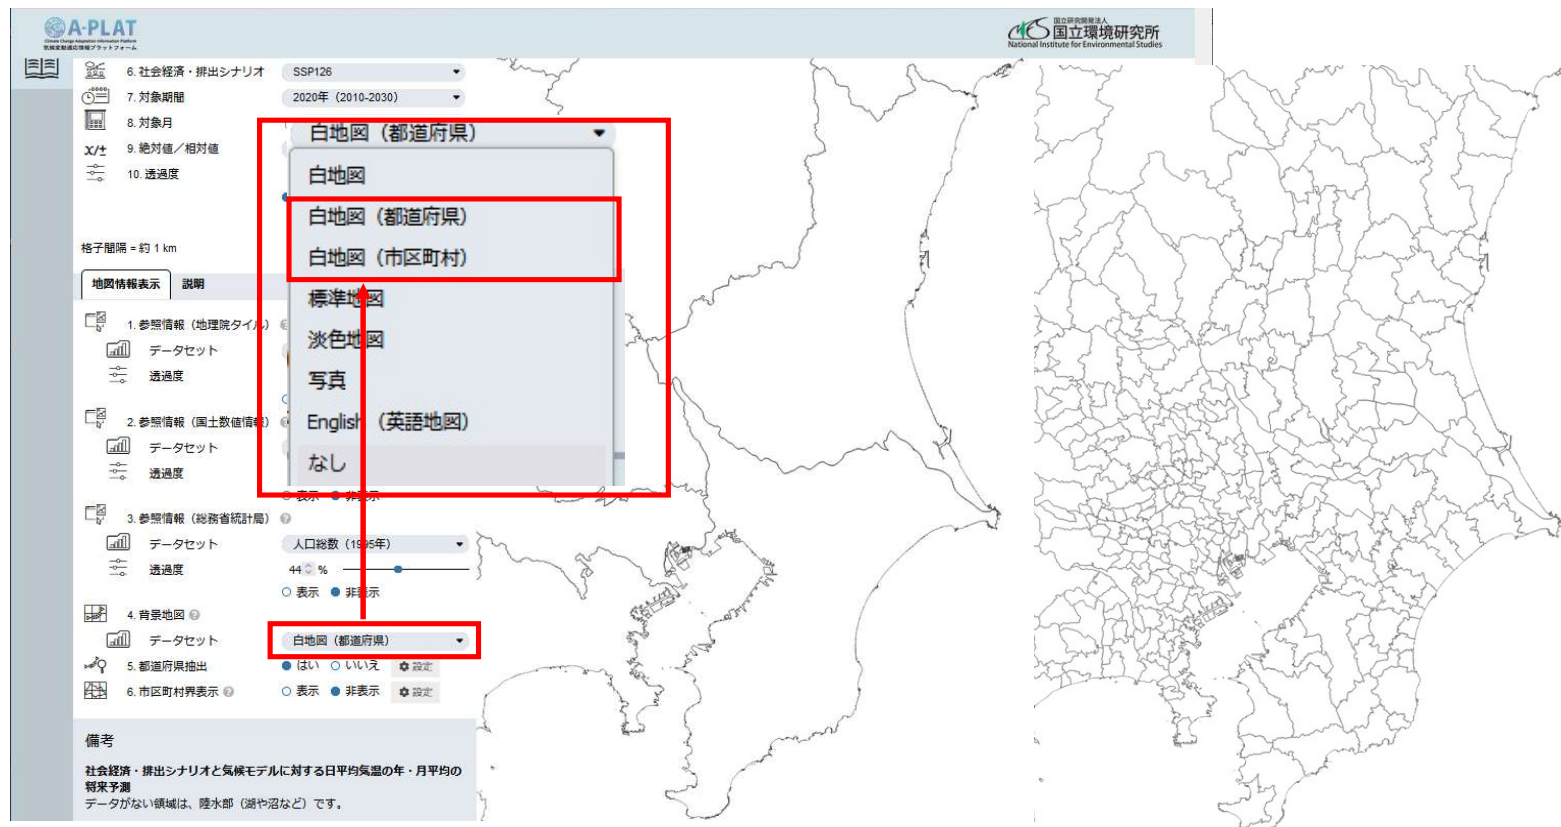 A-PLAT
Climate Change Adaptation Information Platform
気候変動適応情報プラットフォーム
国立研究開発法人
国立環境研究所
National Institute for Environmental Studies
6. 社会経済・排出シナリオ SSP126
7. 対象期間 2020年（2010-2030）
8. 対象月
x/± 9. 絶対値／相対値
10. 透過度
白地図（都道府県）
白地図
白地図（都道府県）
白地図（市区町村）
標準地図
淡色地図
写真
English（英語地図）
なし
格子間隔 = 約 1 km
地図情報表示 説明
1. 参照情報（地理院タイル）
データセット
透過度
2. 参照情報（国土数値情報）
データセット
透過度
表示 非表示
3. 参照情報（総務省統計局）
データセット 人口総数（1995年）
透過度 44 %
表示 非表示
4. 背景地図
データセット 白地図（都道府県）
5. 都道府県抽出 はい いいえ 設定
6. 市区町村界表示 表示 非表示 設定
備考
社会経済・排出シナリオと気候モデルに対する日平均気温の年・月平均の
将来予測
データがない領域は、陸水部（湖や沼など）です。